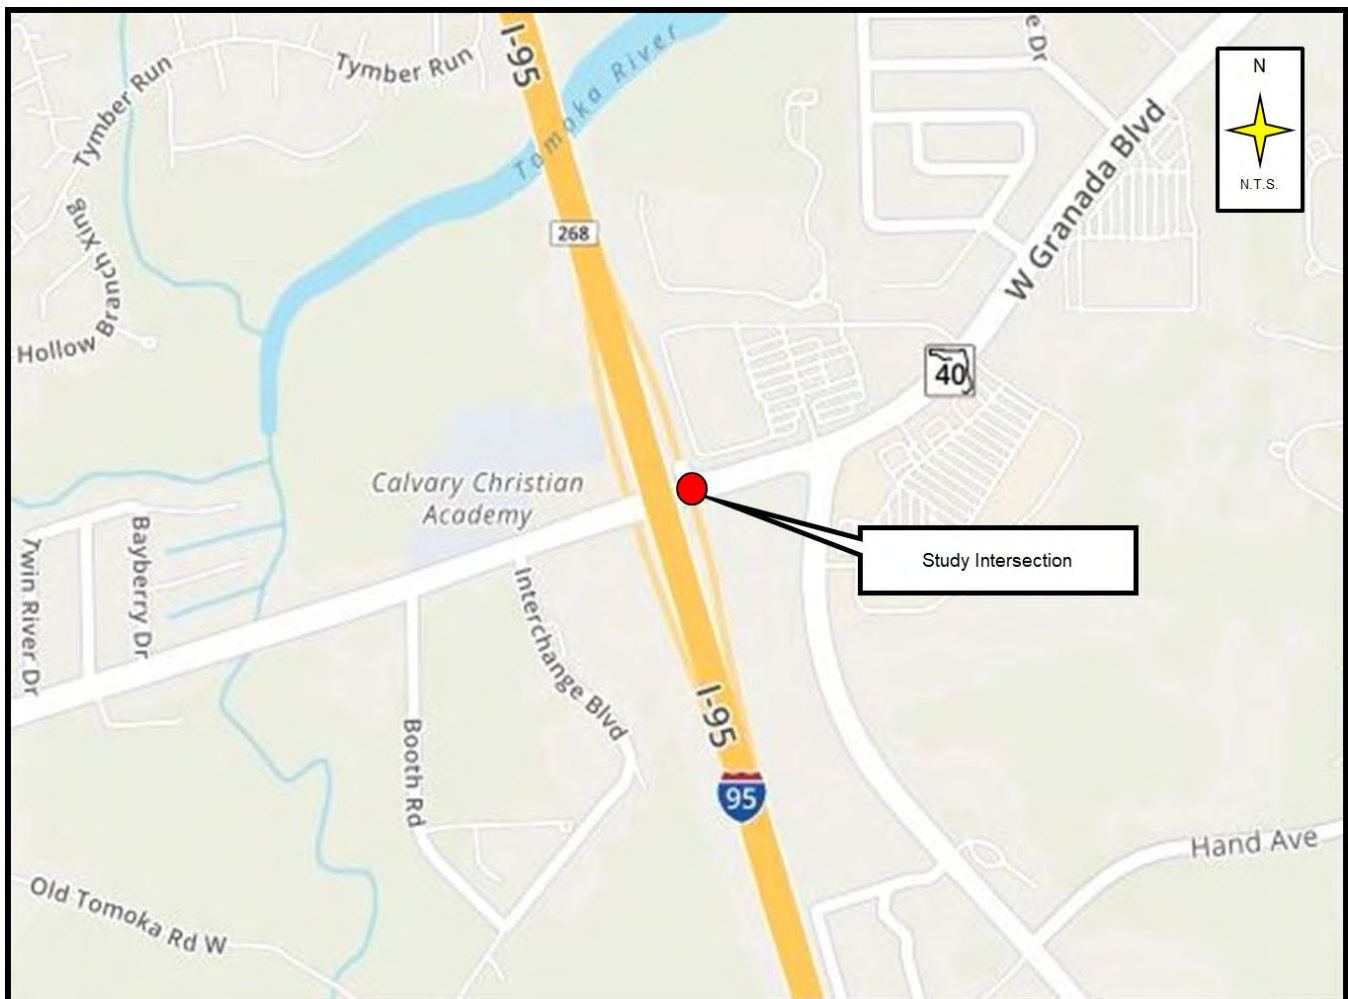 I-95
Tymber Run
Tymber Run
Tomoka River
e Dr
N
N.T.S.
W Granada Blvd
268
Branch Xing
Hollow
40
Calvary Christian
Academy
Study Intersection
Twin River Dr
Bayberry Dr
Interchange Blvd
Booth Rd
I-95
95
Hand Ave
Old Tomoka Rd W